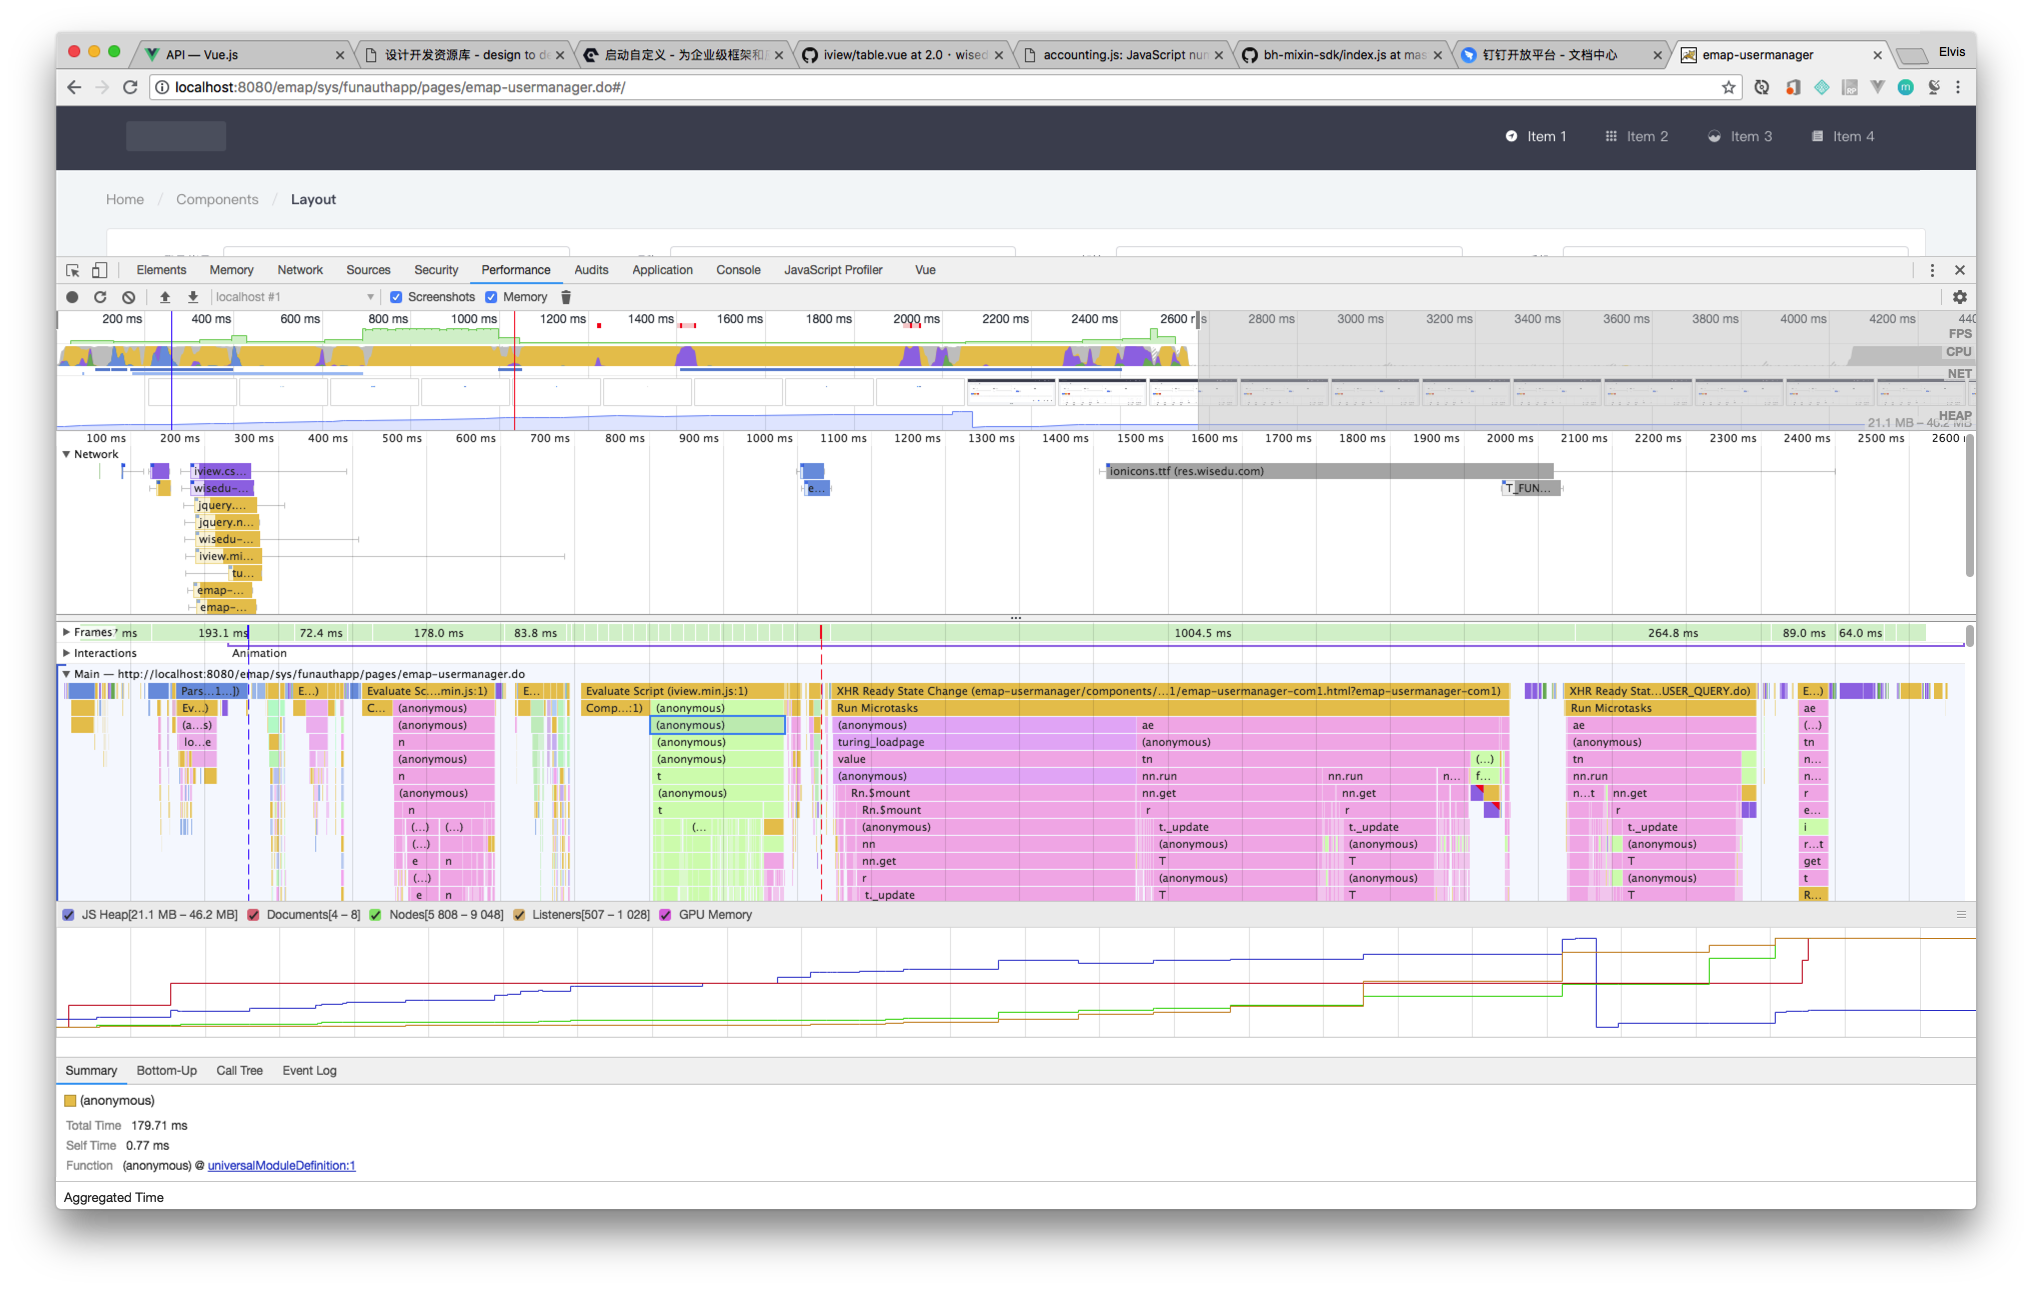 API — Vue.js
设计开发资源库 - design to de
启动自定义 - 为企业级框架和
iview/table.vue at 2.0 · wised
accounting.js: JavaScript nun
bh-mixin-sdk/index.js at mas
钉钉开放平台 - 文档中心
emap-usermanager
Elvis
localhost:8080/emap/sys/funauthapp/pages/emap-usermanager.do#/
Item 1 Item 2 Item 3 Item 4
Home / Components / Layout
Elements Memory Network Sources Security Performance Audits Application Console JavaScript Profiler Vue
localhost #1 Screenshots Memory
200 ms 400 ms 600 ms 800 ms 1000 ms 1200 ms 1400 ms 1600 ms 1800 ms 2000 ms 2200 ms 2400 ms 2600 r s 2800 ms 3000 ms 3200 ms 3400 ms 3600 ms 3800 ms 4000 ms 4200 ms 440
FPS
CPU
NET
HEAP
21.1 MB – 46.2 MB
100 ms 200 ms 300 ms 400 ms 500 ms 600 ms 700 ms 800 ms 900 ms 1000 ms 1100 ms 1200 ms 1300 ms 1400 ms 1500 ms 1600 ms 1700 ms 1800 ms 1900 ms 2000 ms 2100 ms 2200 ms 2300 ms 2400 ms 2500 ms 2600
Network
iview.cs... ionicons.ttf (res.wisedu.com)
wisedu-... e... T_FUN...
jquery....
jquery.n...
wisedu-...
iview.mi...
tu...
emap-...
emap-...
Frames 7 ms 193.1 ms 72.4 ms 178.0 ms 83.8 ms 1004.5 ms 264.8 ms 89.0 ms 64.0 ms
Interactions Animation
Main — http://localhost:8080/emap/sys/funauthapp/pages/emap-usermanager.do
Pars...1...]) E...) Evaluate Sc....min.js:1) E... Evaluate Script (iview.min.js:1) XHR Ready State Change (emap-usermanager/components/...1/emap-usermanager-com1.html?emap-usermanager-com1) XHR Ready Stat...USER_QUERY.do) E...)
Ev...) C... (anonymous) Comp...:1) (anonymous) Run Microtasks Run Microtasks ae
(a...s) (anonymous) (anonymous) (anonymous) ae ae (...)
lo...e n (anonymous) turing_loadpage (anonymous) (anonymous) tn
(anonymous) (anonymous) value tn (...) tn n...
n t (anonymous) nn.run nn.run n... f... nn.run n...
(anonymous) (anonymous) Rn.$mount nn.get nn.get n...t nn.get r
n t Rn.$mount r r r e...
(...) (...) (... (anonymous) t._update t._update t._update i
(...) nn (anonymous) (anonymous) (anonymous) r...t
e n nn.get T T T get
(...) r (anonymous) (anonymous) (anonymous) t
e n t._update T T T R...
JS Heap[21.1 MB – 46.2 MB] Documents[4 – 8] Nodes[5 808 – 9 048] Listeners[507 – 1 028] GPU Memory
Summary Bottom-Up Call Tree Event Log
(anonymous)
Total Time 179.71 ms
Self Time 0.77 ms
Function (anonymous) @ universalModuleDefinition:1
Aggregated Time